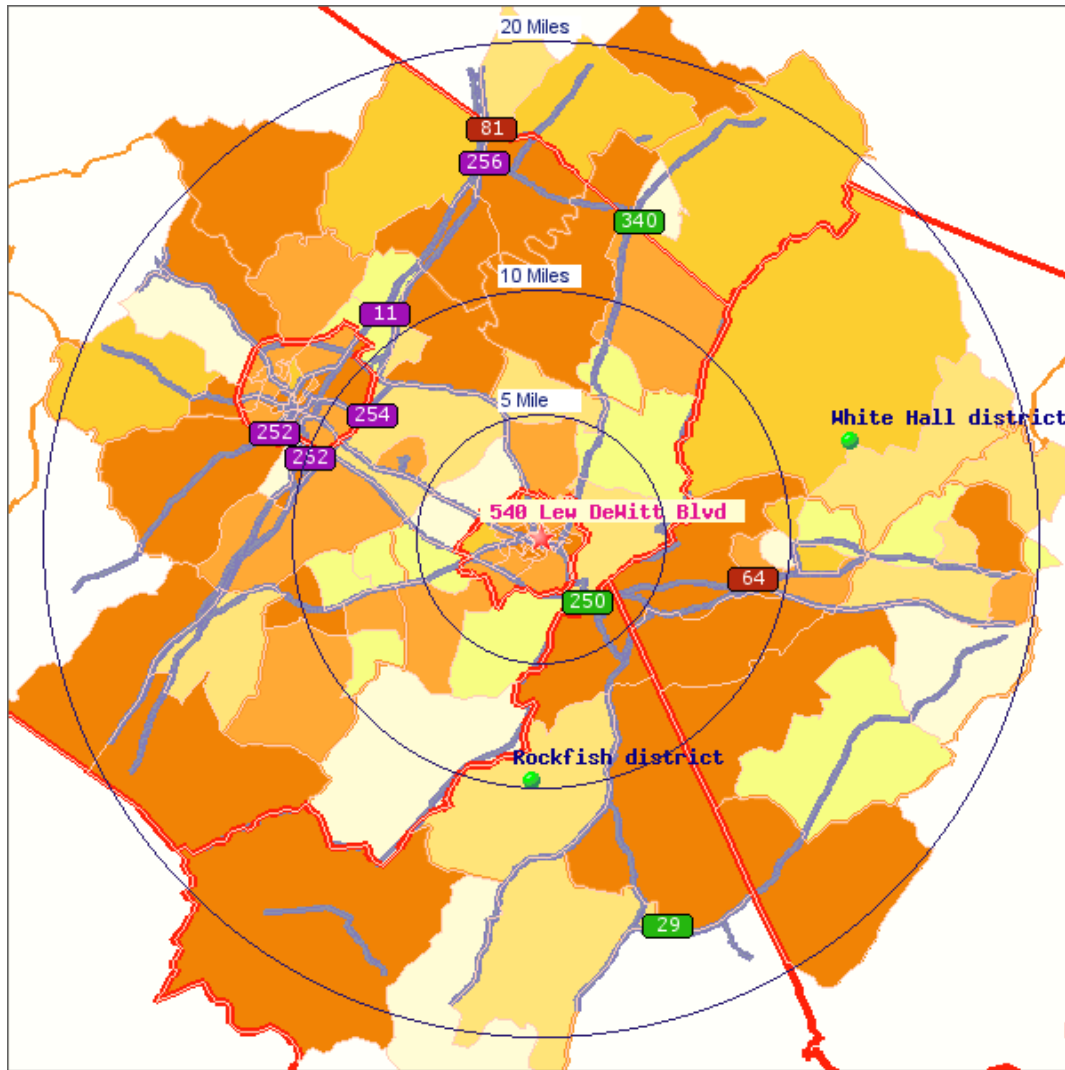 20 Miles
81
256
340
10 Miles
11
5 Mile
254
White Hall district
252
252
540 Lew DeWitt Blvd
64
250
Rockfish district
29